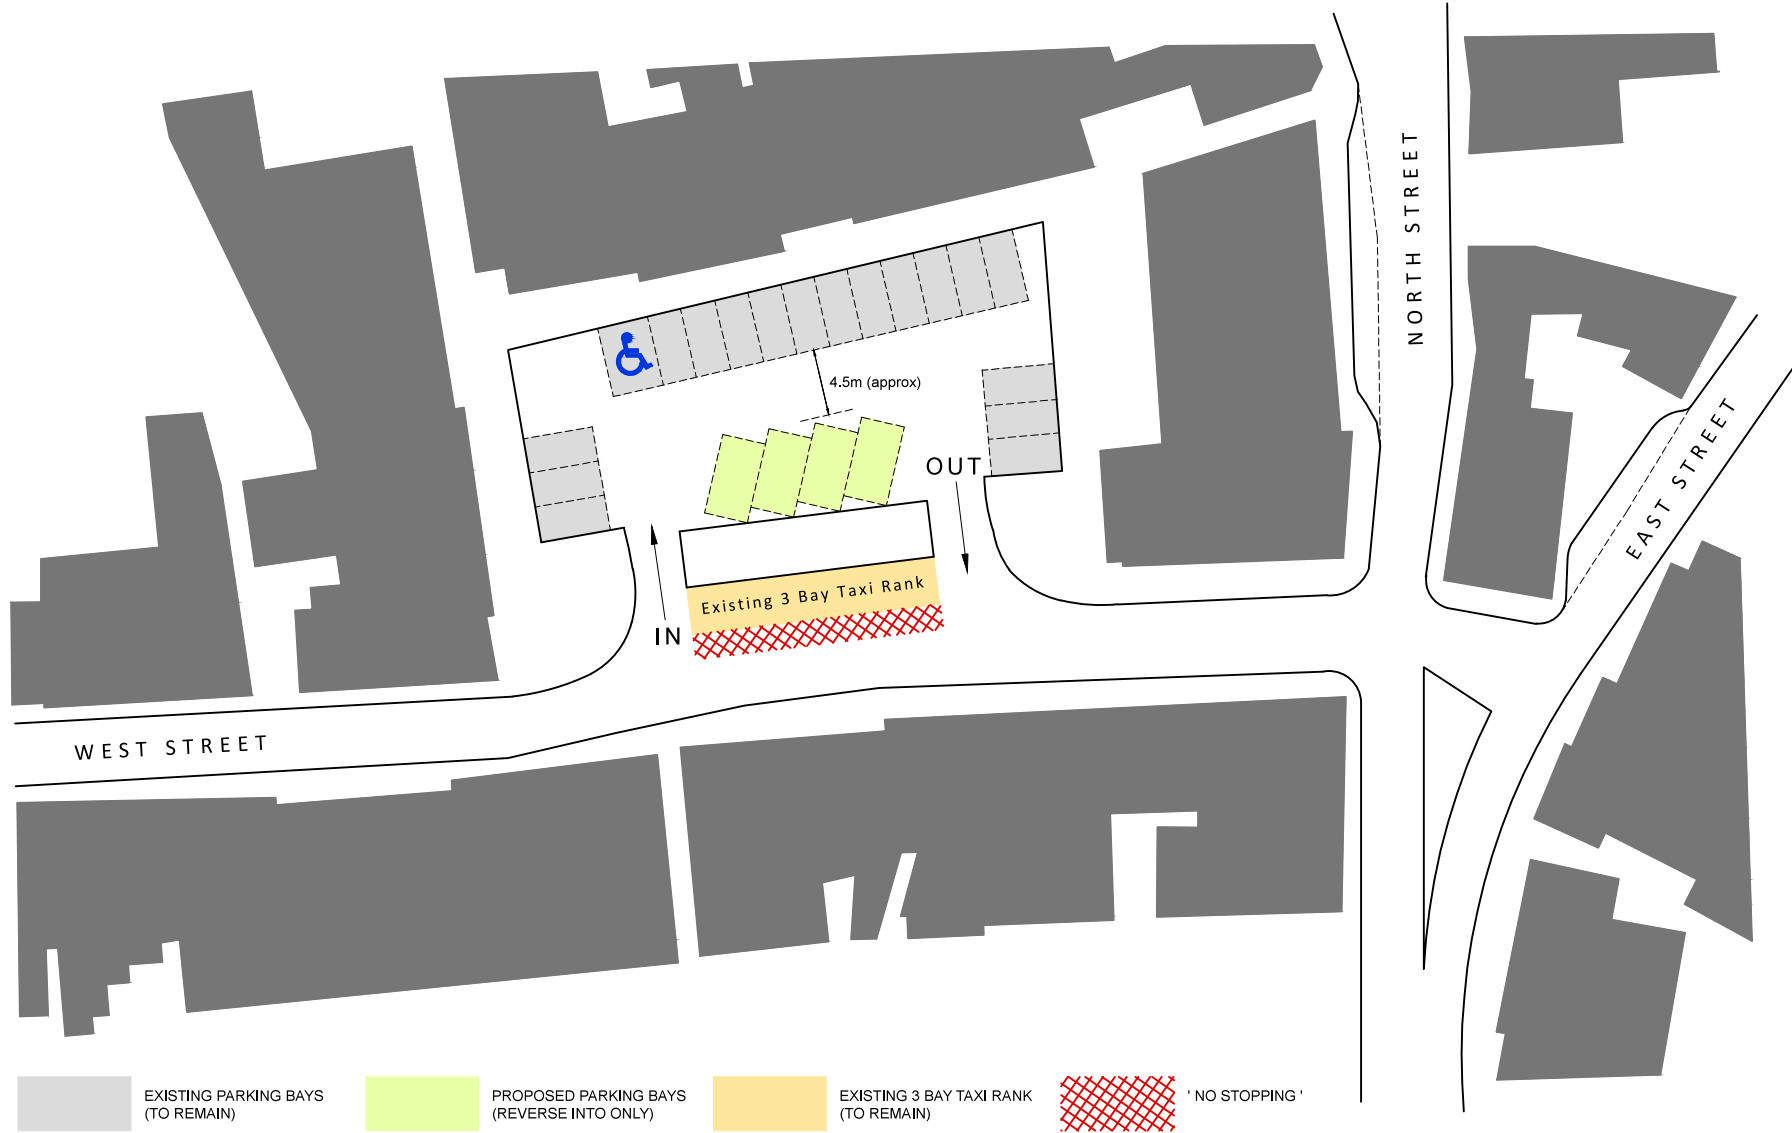 NORTH STREET
4.5m (approx)
EAST STREET
OUT
Existing 3 Bay Taxi Rank
IN
WEST STREET
EXISTING PARKING BAYS
(TO REMAIN)
PROPOSED PARKING BAYS
(REVERSE INTO ONLY)
EXISTING 3 BAY TAXI RANK
(TO REMAIN)
' NO STOPPING '